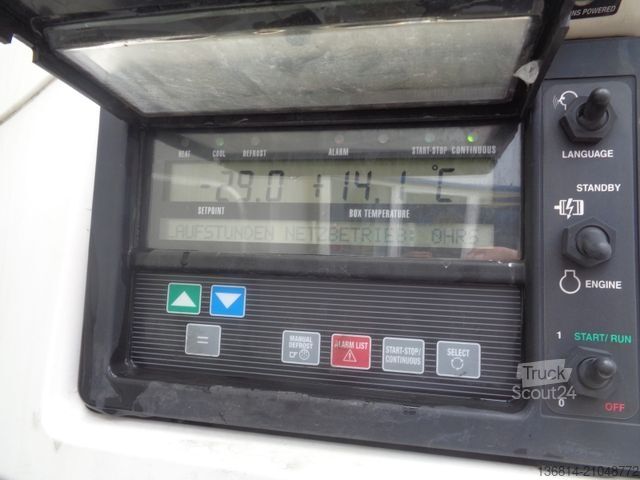 NS POWERED
HEAT COOL DEFROST ALARM START-STOP CONTINUOUS
-29.0 +14.1°C
SETPOINT BOX TEMPERATURE
LAUFSTUNDEN NETZBETRIEB: 0HRS
MANUAL DEFROST
ALARM LIST
START-STOP/ CONTINUOUS
SELECT
=
LANGUAGE
STANDBY
ENGINE
1 START/RUN
0 OFF
Truck
Scout24
136814-21048772